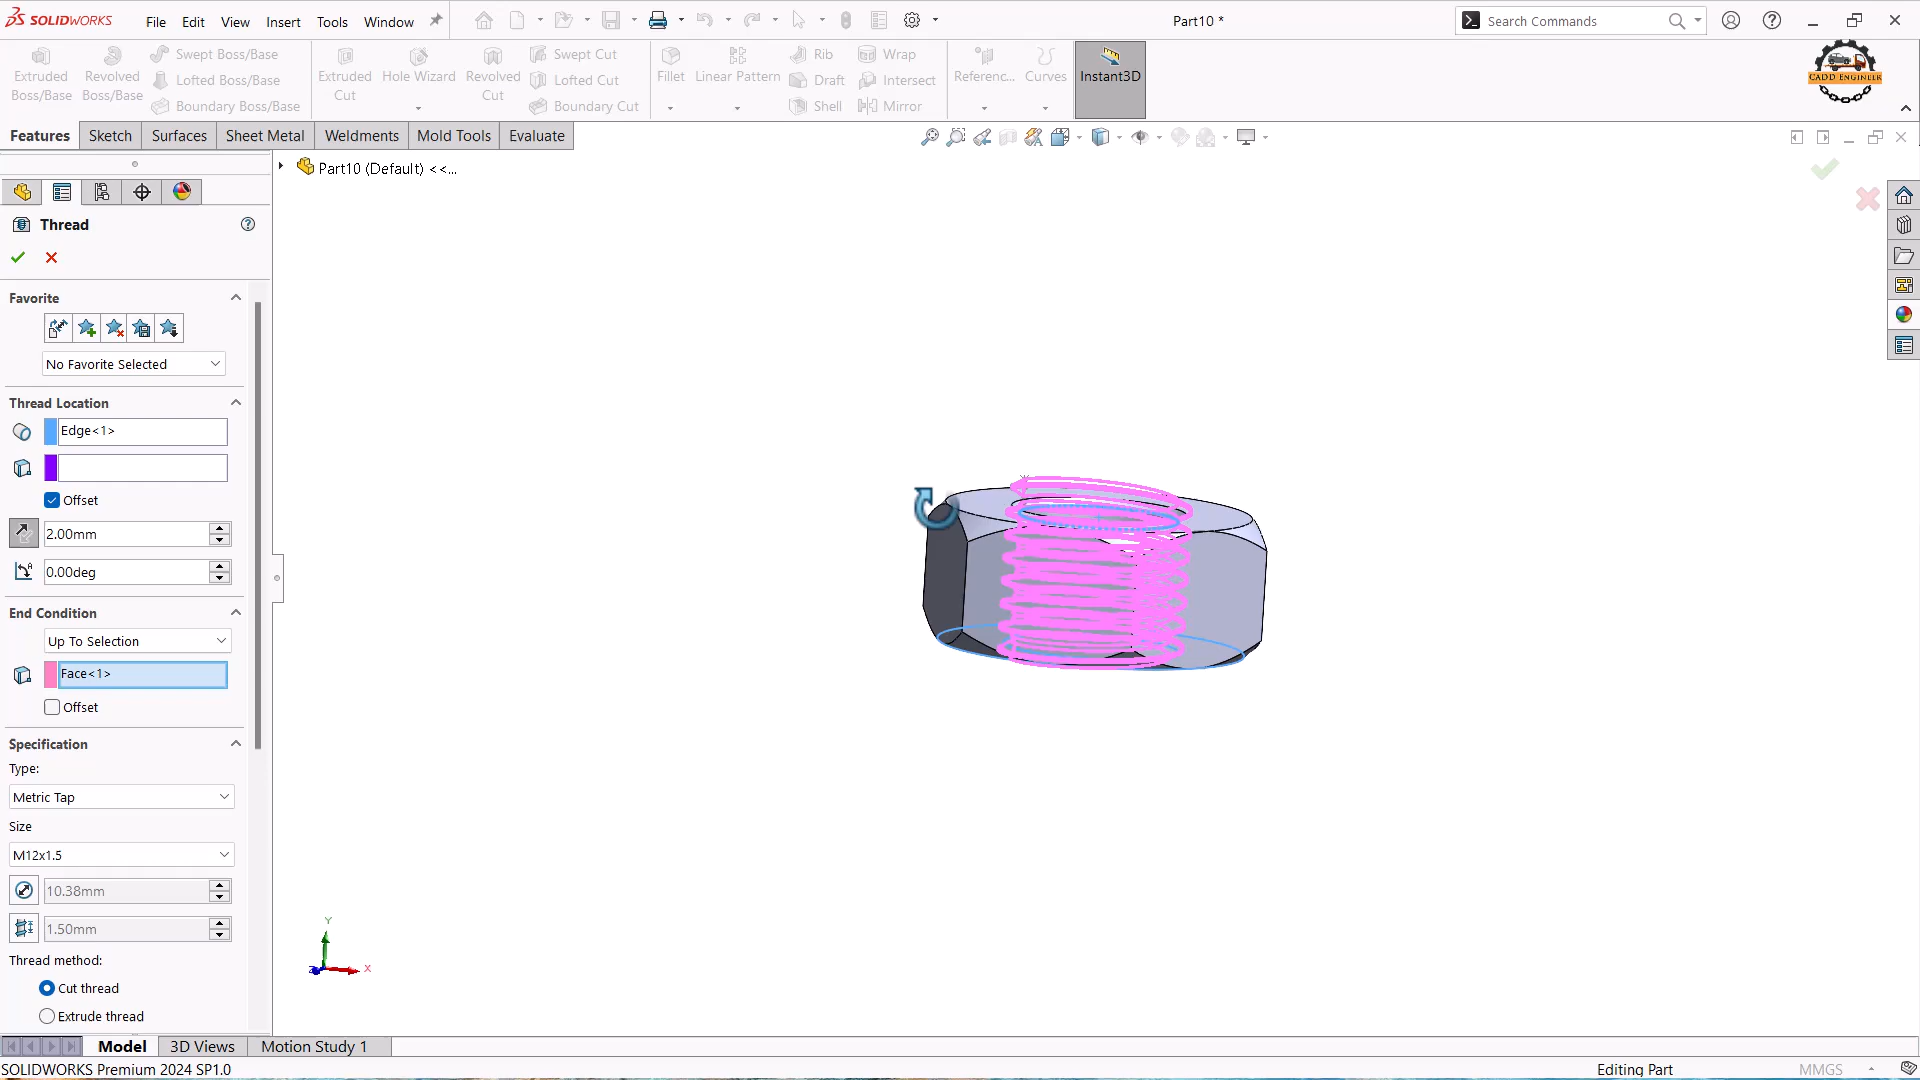 SOLIDWORKS File Edit View Insert Tools Window Part10 * Search Commands
Extruded Boss/Base
Revolved Boss/Base
Swept Boss/Base
Lofted Boss/Base
Boundary Boss/Base
Extruded Cut
Hole Wizard
Revolved Cut
Swept Cut
Lofted Cut
Boundary Cut
Fillet
Linear Pattern
Rib
Draft
Shell
Wrap
Intersect
Mirror
Referenc...
Curves
Instant3D
CADD ENGINEER
Features Sketch Surfaces Sheet Metal Weldments Mold Tools Evaluate
Part10 (Default) <<...
Thread
Favorite
No Favorite Selected
Thread Location
Edge<1>
Offset
2.00mm
0.00deg
End Condition
Up To Selection
Face<1>
Offset
Specification
Type:
Metric Tap
Size
M12x1.5
10.38mm
1.50mm
Thread method:
Cut thread
Extrude thread
Y
X
Z
Model 3D Views Motion Study 1
SOLIDWORKS Premium 2024 SP1.0 Editing Part MMGS